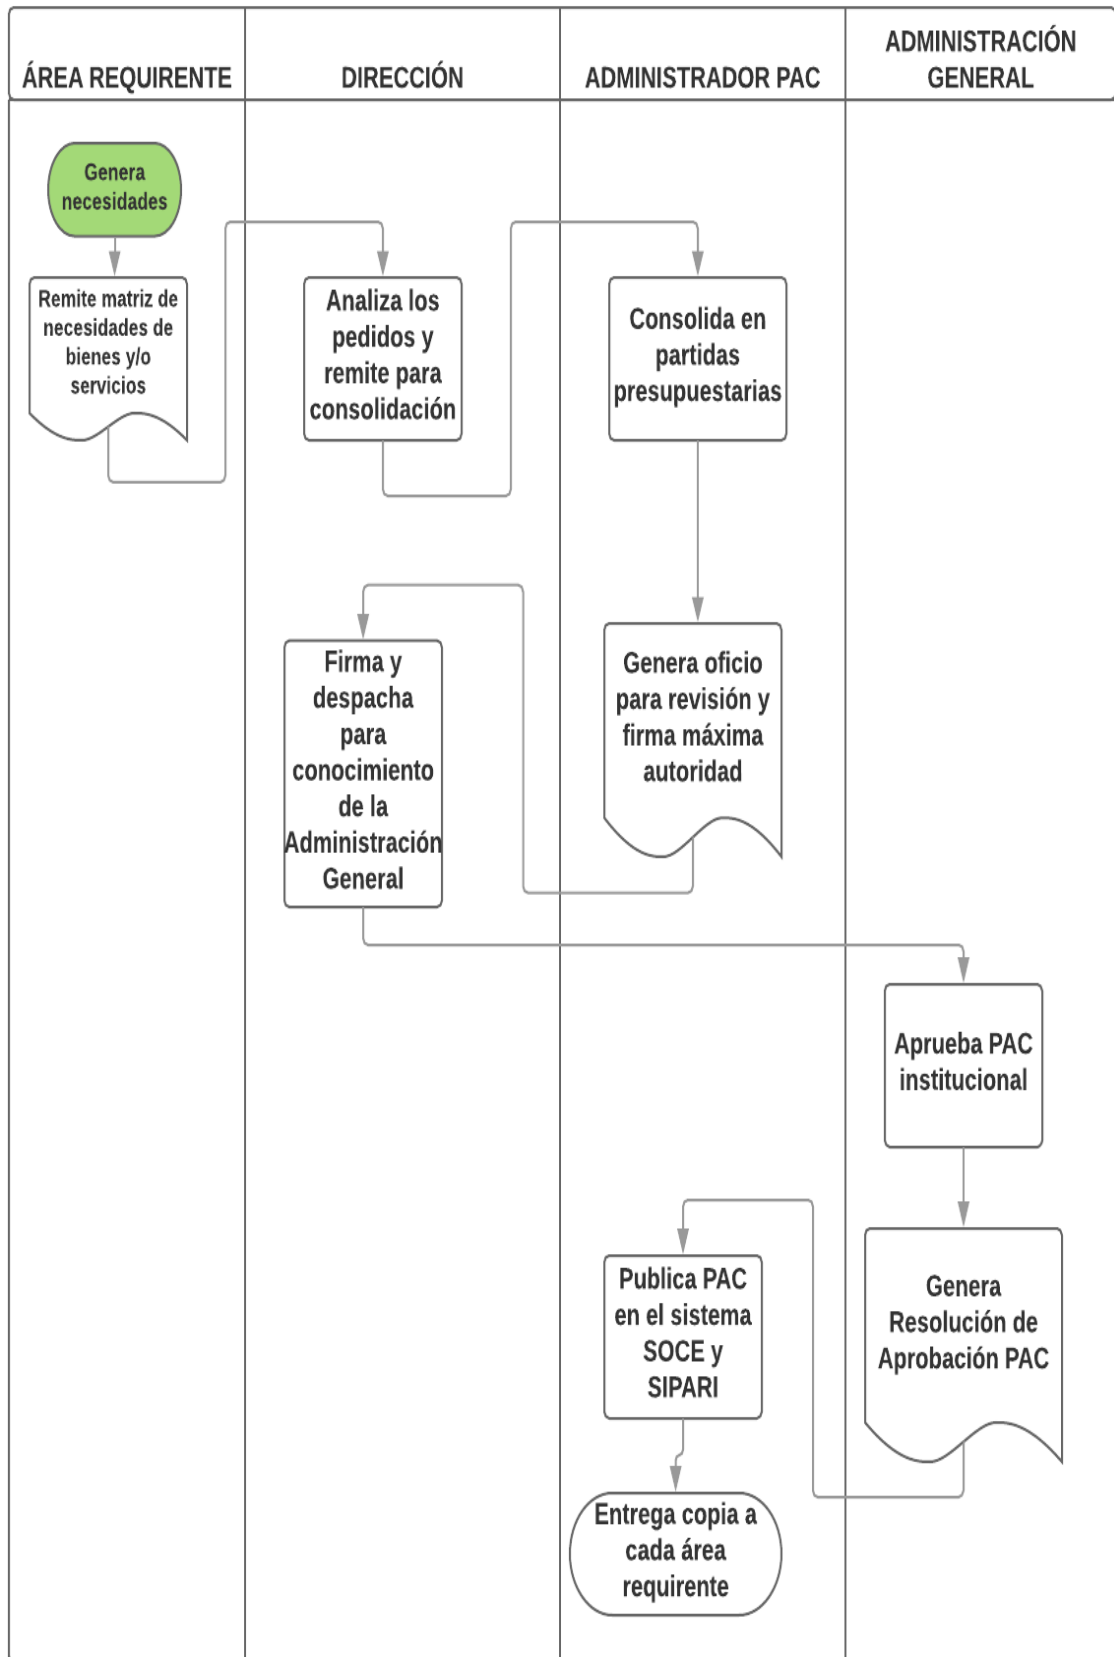 ÁREA REQUIRENTE
DIRECCIÓN
ADMINISTRADOR PAC
ADMINISTRACIÓN
GENERAL
Genera
necesidades
Remite matriz de
necesidades de
bienes y/o
servicios
Analiza los
pedidos y
remite para
consolidación
Consolida en
partidas
presupuestarias
Genera oficio
para revisión y
firma máxima
autoridad
Firma y
despacha
para
conocimiento
de la
Administración
General
Aprueba PAC
institucional
Genera
Resolución de
Aprobación PAC
Publica PAC
en el sistema
SOCE y
SIPARI
Entrega copia a
cada área
requirente